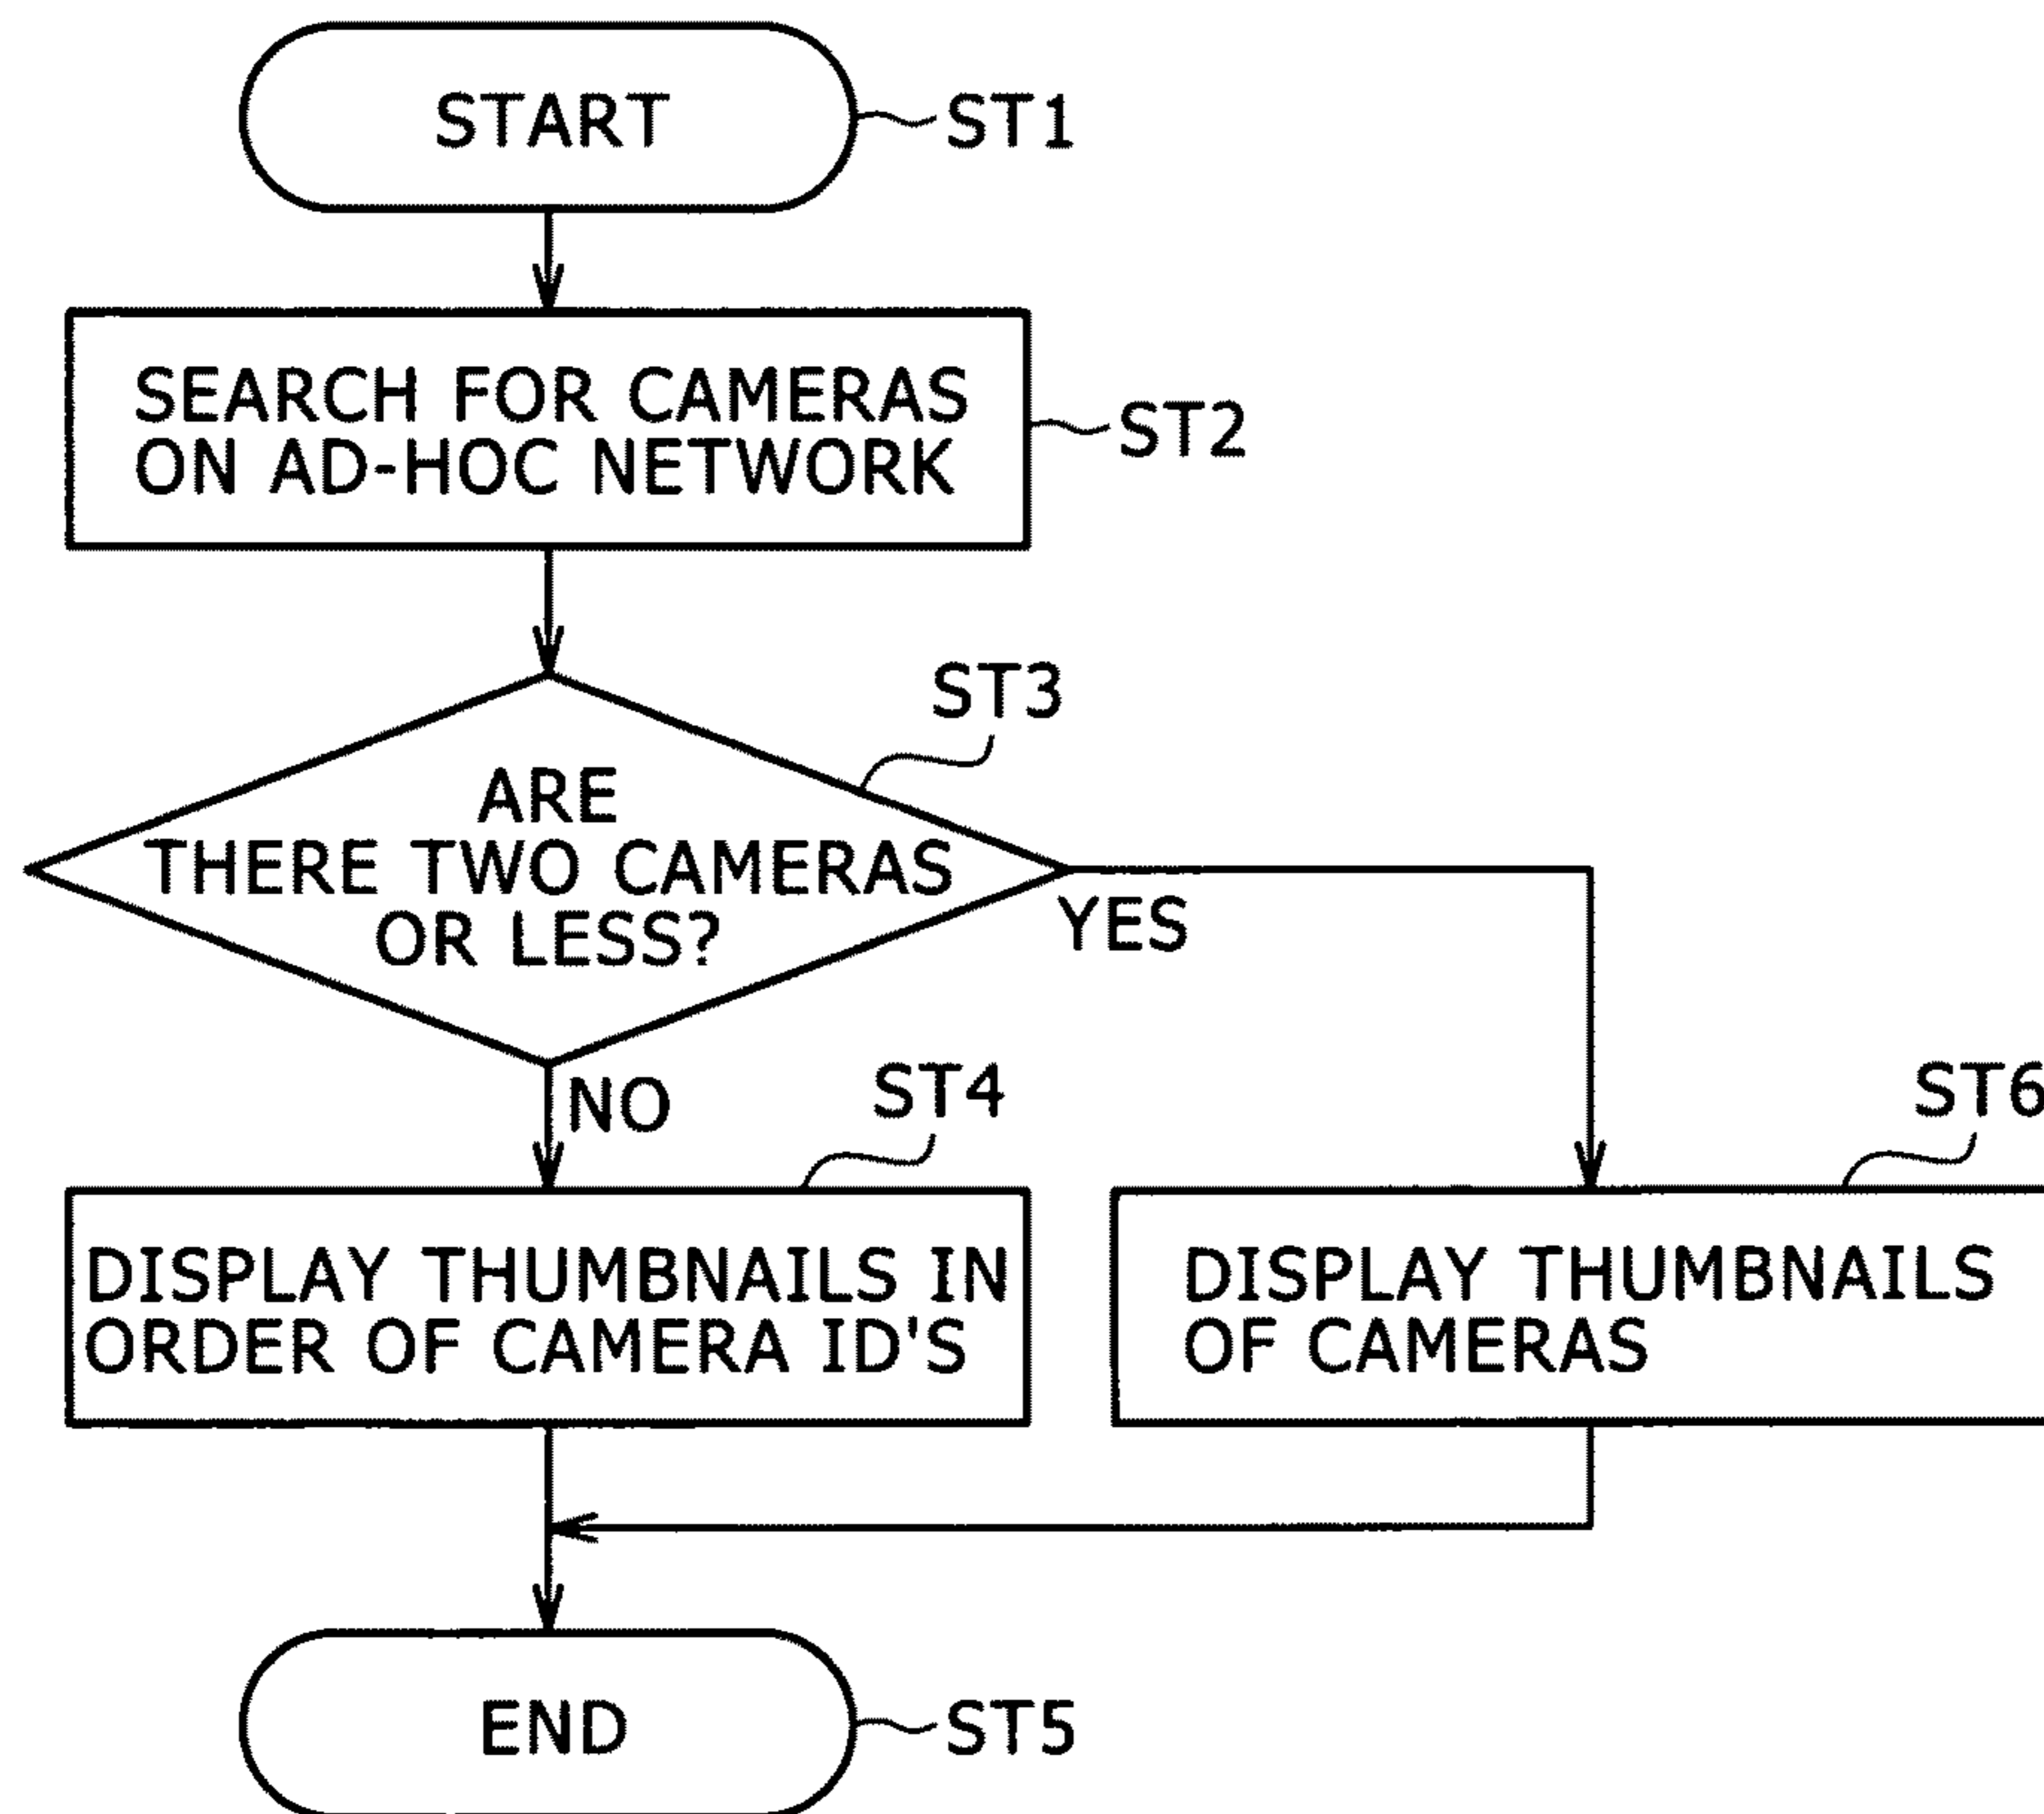 START
ST1
SEARCH FOR CAMERAS
ON AD-HOC NETWORK
ST2
ST3
ARE
THERE TWO CAMERAS
OR LESS?
YES
NO
ST4
ST6
DISPLAY THUMBNAILS IN
ORDER OF CAMERA ID'S
DISPLAY THUMBNAILS
OF CAMERAS
END
ST5